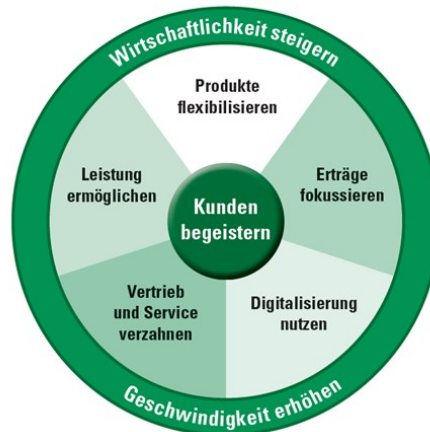 Wirtschaftlichkeit steigern
Produkte
flexibilisieren
Leistung
ermöglichen
Erträge
fokussieren
Kunden
begeistern
Vertrieb
und Service
verzahnen
Digitalisierung
nutzen
Geschwindigkeit erhöhen